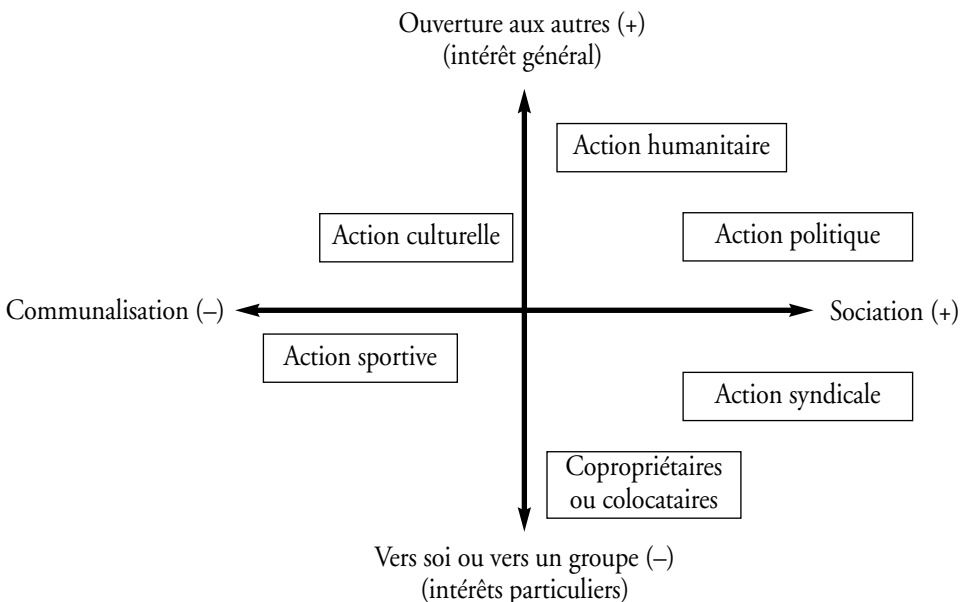 Ouverture aux autres (+)
(intérêt général)
Action humanitaire
Action culturelle
Action politique
Communalisation (–)
Sociation (+)
Action sportive
Action syndicale
Copropriétaires
ou colocataires
Vers soi ou vers un groupe (–)
(intérêts particuliers)